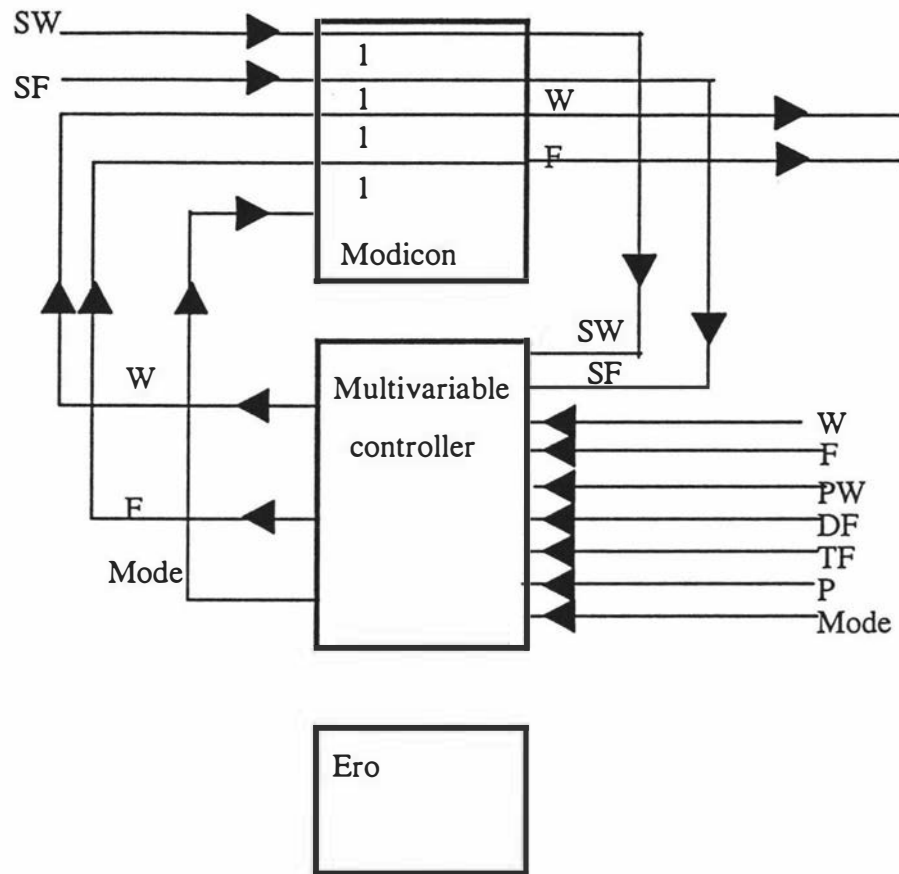 SW
1
SF
1
W
1
F
1
Modicon
SW
SF
W
Multivariable
controller
W
F
PW
DF
F
TF
Mode
P
Mode
Ero